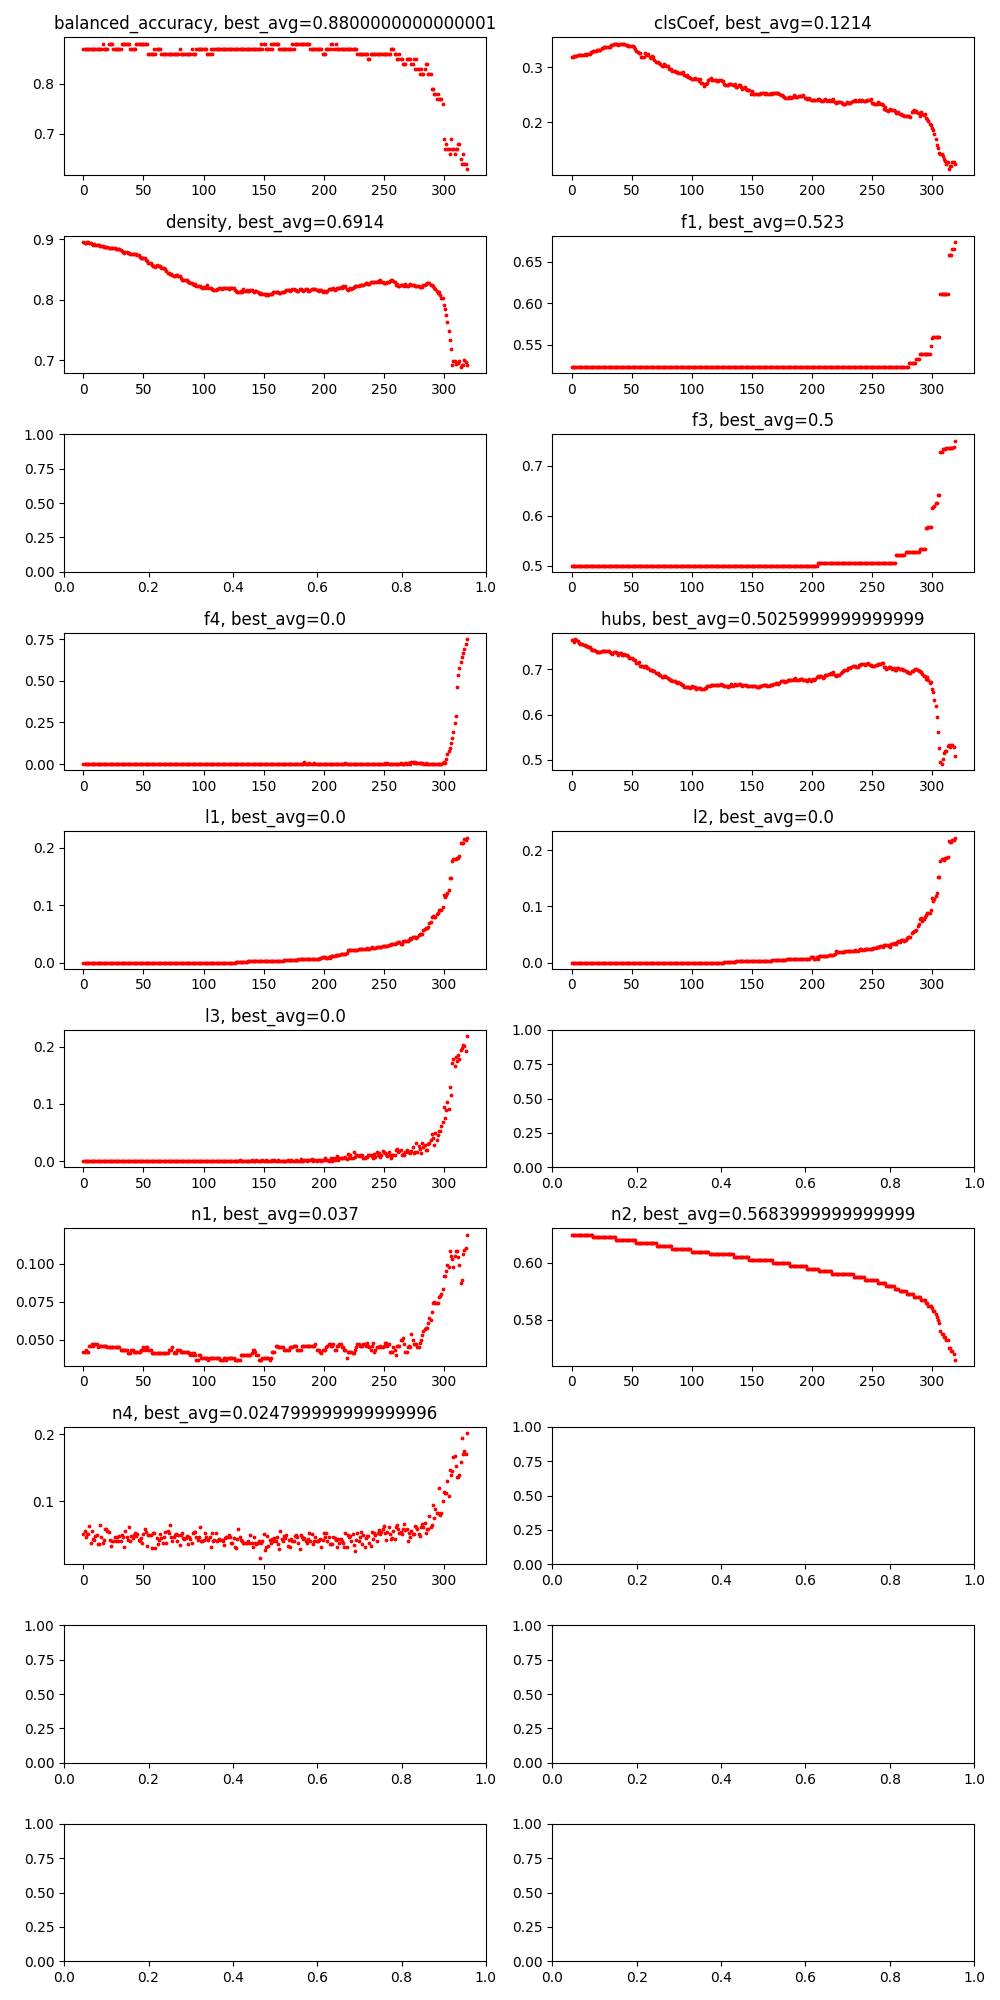 balanced_accuracy, best_avg=0.8800000000000001
0.8
0.7
0 50 100 150 200 250 300
clsCoef, best_avg=0.1214
0.3
0.2
0 50 100 150 200 250 300
density, best_avg=0.6914
0.9
0.8
0.7
0 50 100 150 200 250 300
f1, best_avg=0.523
0.65
0.60
0.55
0 50 100 150 200 250 300
1.00
0.75
0.50
0.25
0.00
0.0 0.2 0.4 0.6 0.8 1.0
f3, best_avg=0.5
0.7
0.6
0.5
0 50 100 150 200 250 300
f4, best_avg=0.0
0.75
0.50
0.25
0.00
0 50 100 150 200 250 300
hubs, best_avg=0.5025999999999999
0.7
0.6
0.5
0 50 100 150 200 250 300
l1, best_avg=0.0
0.2
0.1
0.0
0 50 100 150 200 250 300
l2, best_avg=0.0
0.2
0.1
0.0
0 50 100 150 200 250 300
l3, best_avg=0.0
0.2
0.1
0.0
0 50 100 150 200 250 300
1.00
0.75
0.50
0.25
0.00
0.0 0.2 0.4 0.6 0.8 1.0
n1, best_avg=0.037
0.100
0.075
0.050
0 50 100 150 200 250 300
n2, best_avg=0.5683999999999999
0.60
0.58
0 50 100 150 200 250 300
n4, best_avg=0.024799999999999996
0.2
0.1
0 50 100 150 200 250 300
1.00
0.75
0.50
0.25
0.00
0.0 0.2 0.4 0.6 0.8 1.0
1.00
0.75
0.50
0.25
0.00
0.0 0.2 0.4 0.6 0.8 1.0
1.00
0.75
0.50
0.25
0.00
0.0 0.2 0.4 0.6 0.8 1.0
1.00
0.75
0.50
0.25
0.00
0.0 0.2 0.4 0.6 0.8 1.0
1.00
0.75
0.50
0.25
0.00
0.0 0.2 0.4 0.6 0.8 1.0